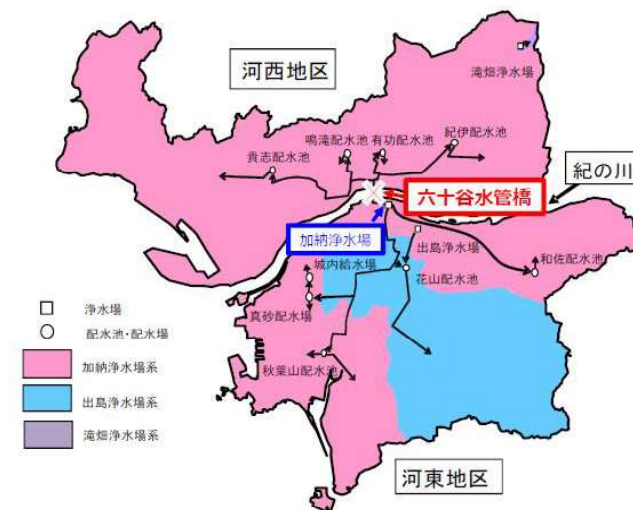 河西地区
滝畑浄水場
鳴滝配水池
有功配水池
紀伊配水池
貴志配水池
紀の川
六十谷水管橋
加納浄水場
出島浄水場
和佐配水池
城内給水場
花山配水池
真砂配水場
秋葉山配水池
河東地区
浄水場
配水池・配水場
加納浄水場系
出島浄水場系
滝畑浄水場系